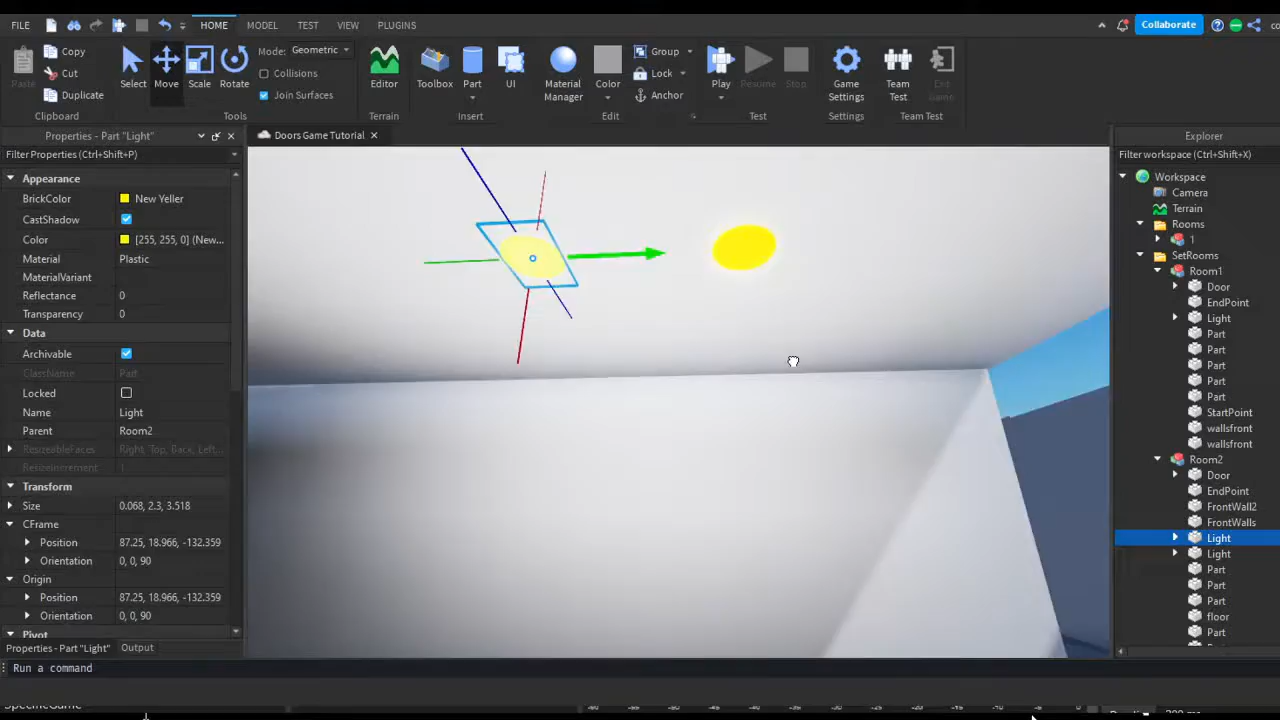 FILE HOME MODEL TEST VIEW PLUGINS Collaborate
Paste Copy Cut Duplicate Clipboard
Select Move Scale Rotate Mode: Geometric Collisions Join Surfaces Tools
Editor Terrain
Toolbox Part UI Insert
Material Manager Color Group Lock Anchor Edit
Play Resume Stop Test
Game Settings Settings
Team Test Exit Game Team Test
Properties - Part "Light"
Doors Game Tutorial
Explorer
Filter Properties (Ctrl+Shift+P)
Filter workspace (Ctrl+Shift+X)
Appearance
BrickColor New Yeller
CastShadow
Color [255, 255, 0] (New...
Material Plastic
MaterialVariant
Reflectance 0
Transparency 0
Data
Archivable
ClassName Part
Locked
Name Light
Parent Room2
ResizeableFaces Right, Top, Back, Left...
ResizeIncrement 1
Transform
Size 0.068, 2.3, 3.518
CFrame
Position 87.25, 18.966, -132.359
Orientation 0, 0, 90
Origin
Position 87.25, 18.966, -132.359
Orientation 0, 0, 90
Pivot
Properties - Part "Light" Output
Run a command
Workspace
Camera
Terrain
Rooms
1
SetRooms
Room1
Door
EndPoint
Light
Part
Part
Part
Part
Part
StartPoint
wallsfront
wallsfront
Room2
Door
EndPoint
FrontWall2
FrontWalls
Light
Light
Part
Part
Part
floor
Part